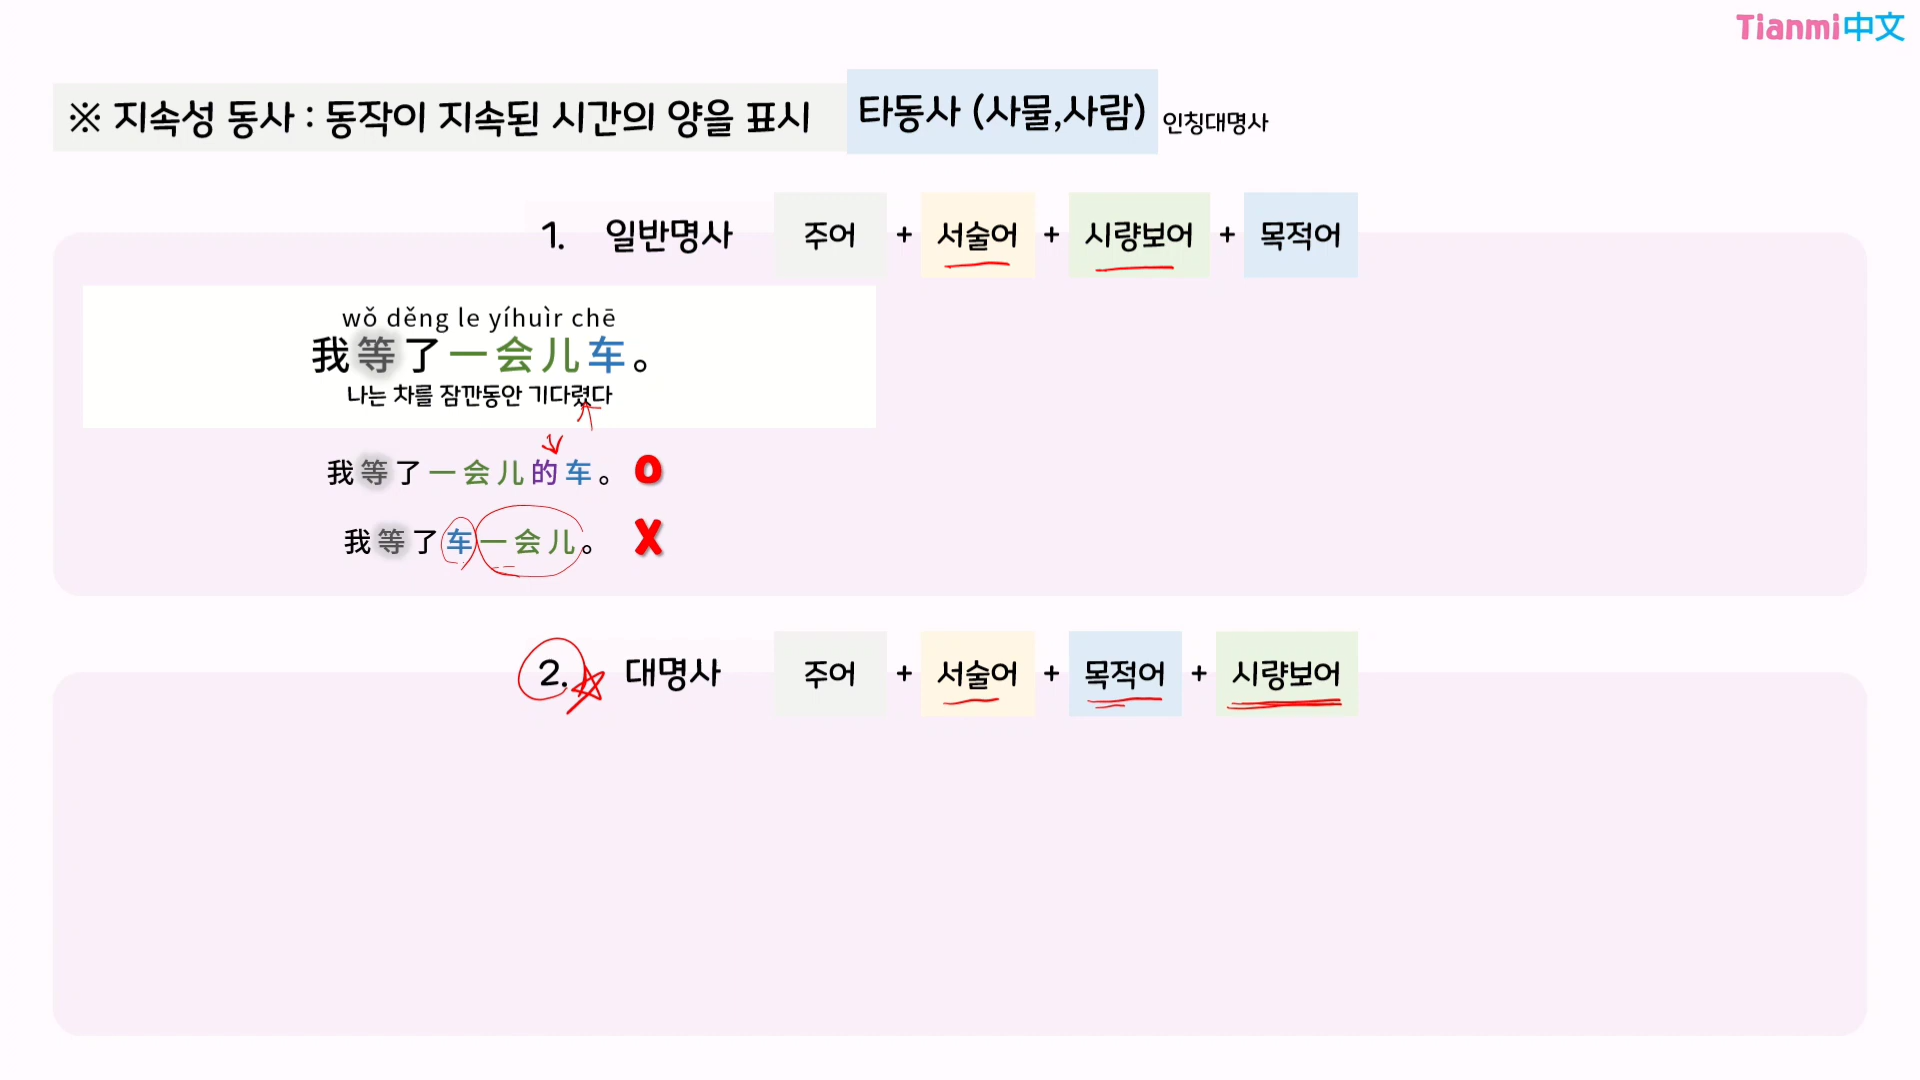 Tianmi中文
※ 지속성 동사 : 동작이 지속된 시간의 양을 표시 타동사 (사물,사람) 인칭대명사
1. 일반명사 주어 + 서술어 + 시량보어 + 목적어
wǒ děng le yíhuìr chē
我等了一会儿车。
나는 차를 잠깐동안 기다렸다
我等了一会儿的车。 O
我等了车一会儿。 X
2. 대명사 주어 + 서술어 + 목적어 + 시량보어